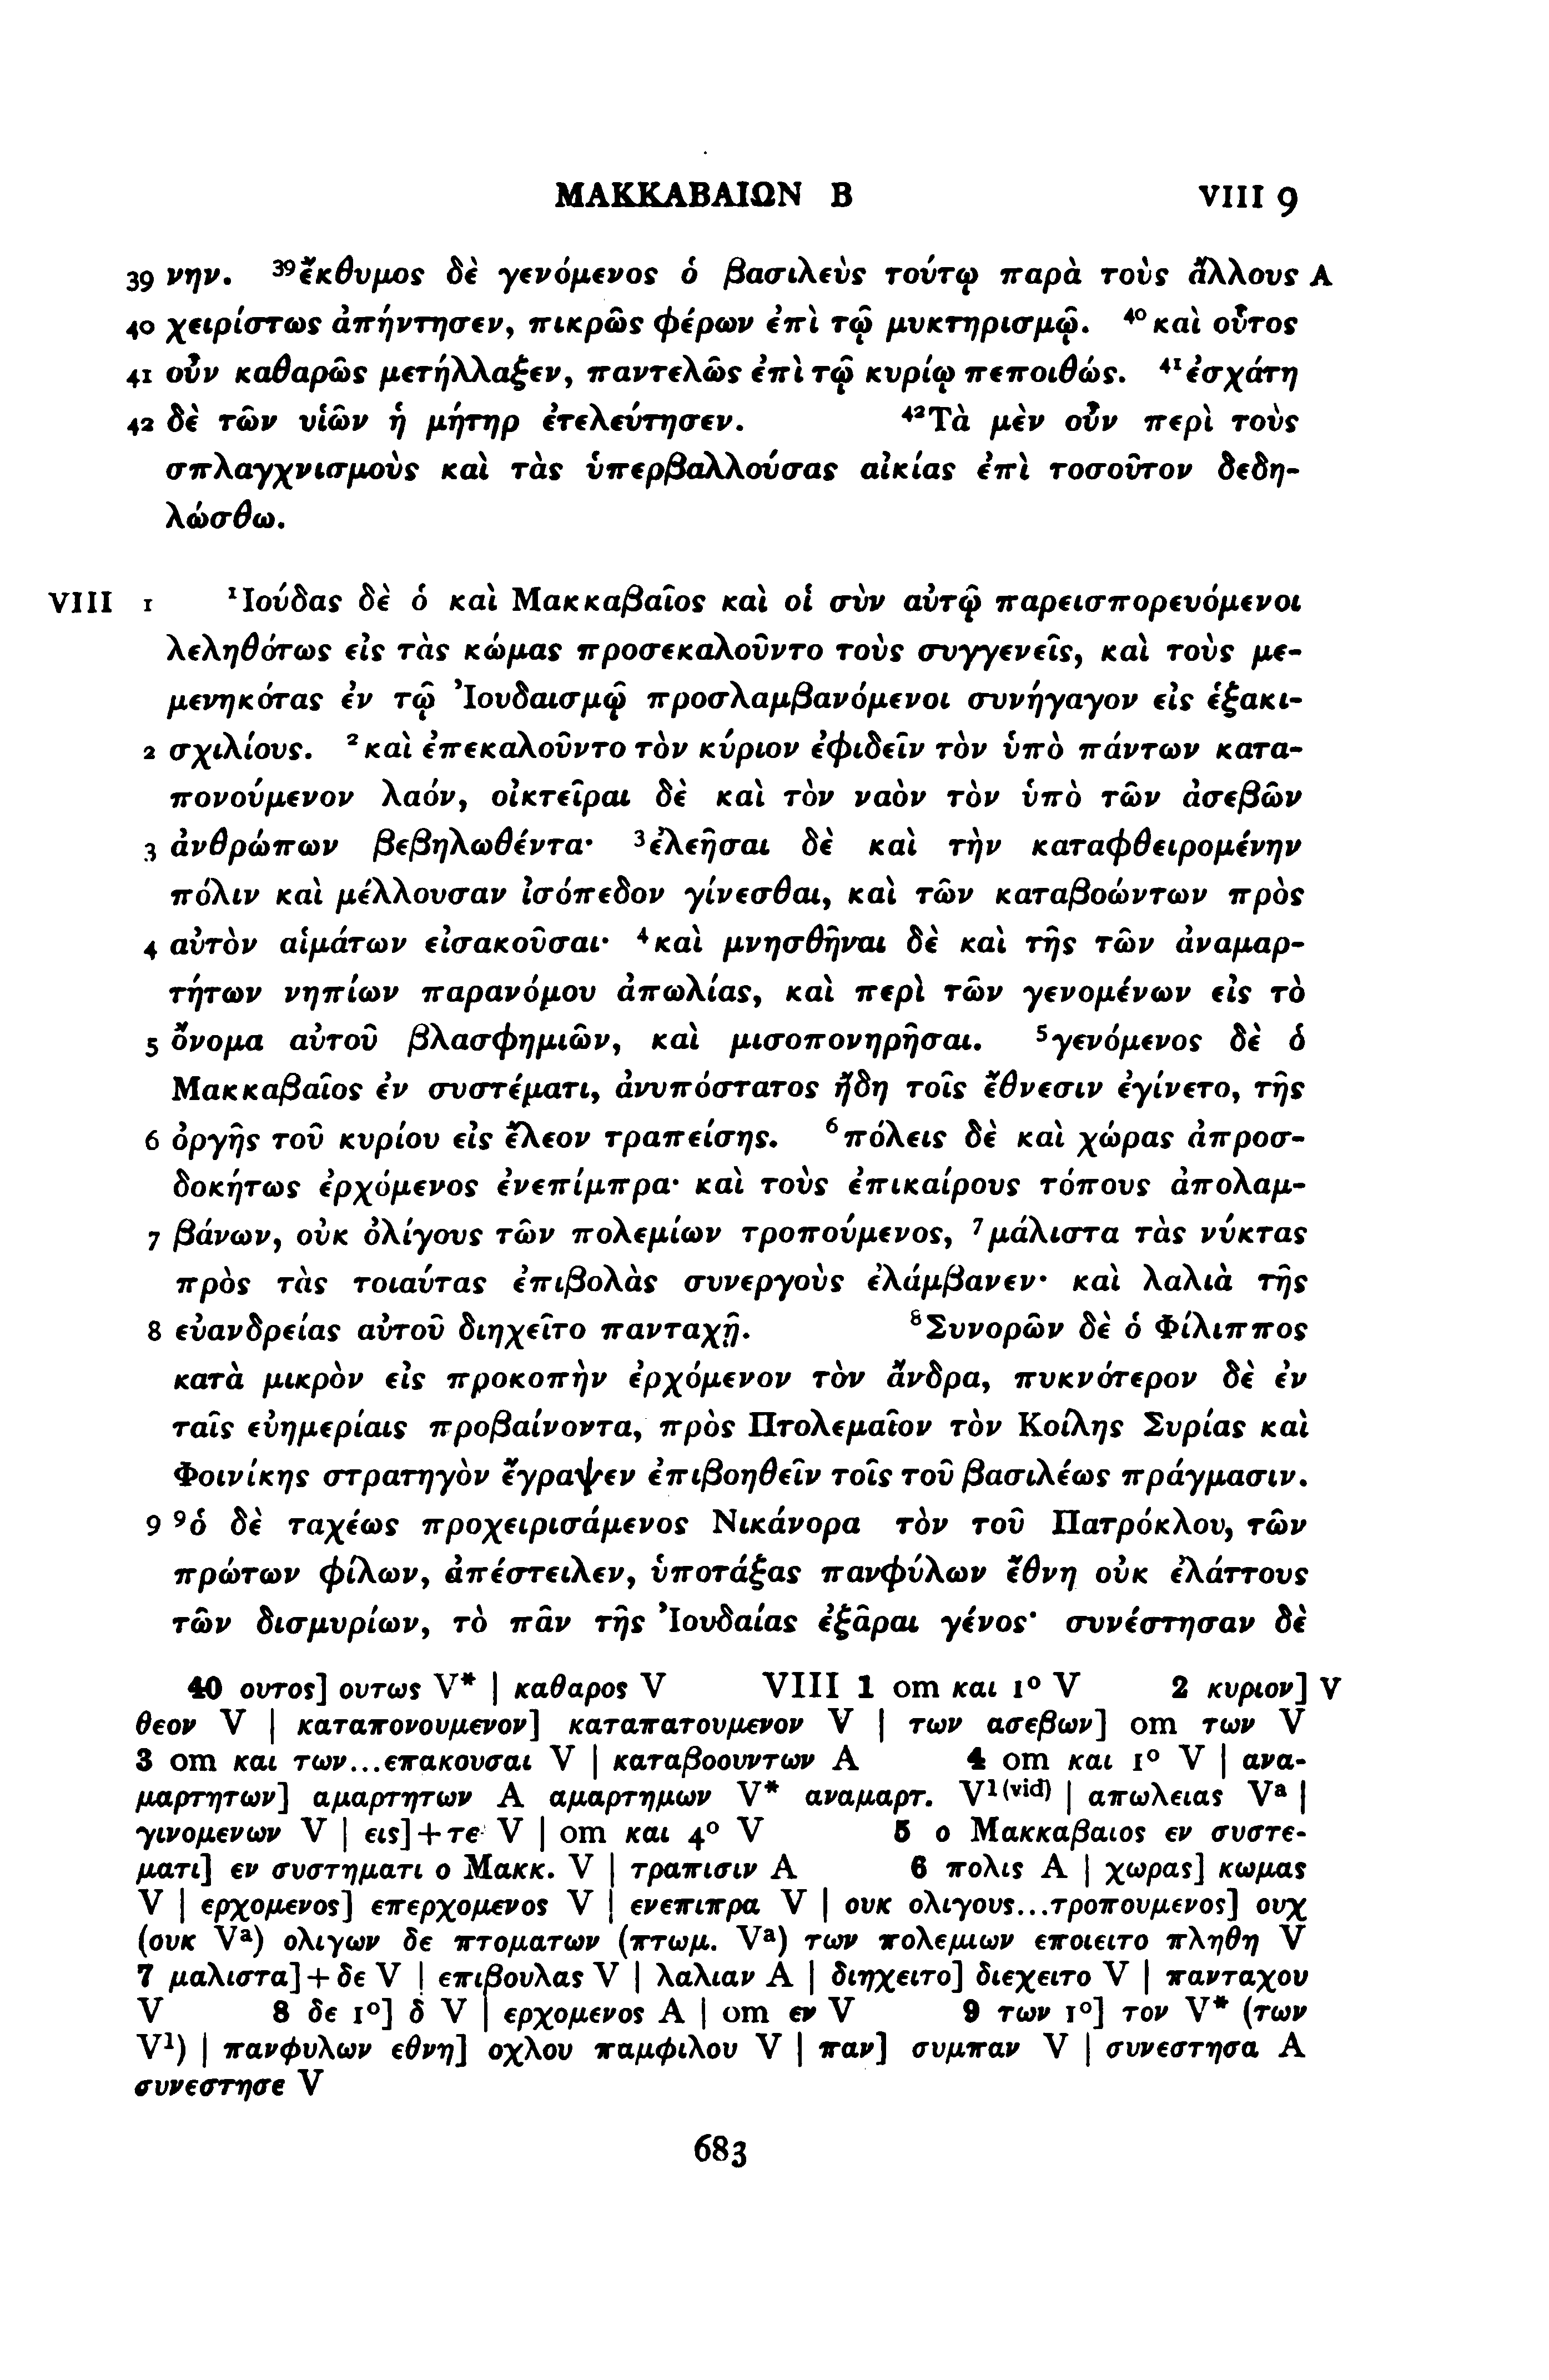 ΜΑΚΚΑΒΑΙΩΝ Β VIII 9
39 νην. ³⁹ἔκθυμος δὲ γενόμενος ὁ βασιλεὺς τούτῳ παρὰ τοὺς ἄλλους A
40 χειρίστως ἀπήντησεν, πικρῶς φέρων ἐπὶ τῷ μυκτηρισμῷ. ⁴⁰καὶ οὗτος
41 οὖν καθαρῶς μετήλλαξεν, παντελῶς ἐπὶ τῷ κυρίῳ πεποιθώς. ⁴¹ἐσχάτη
42 δὲ τῶν υἱῶν ἡ μήτηρ ἐτελεύτησεν. ⁴²Τὰ μὲν οὖν περὶ τοὺς
σπλαγχνισμοὺς καὶ τὰς ὑπερβαλλούσας αἰκίας ἐπὶ τοσοῦτον δεδη-
λώσθω.
VIII 1 ¹Ἰούδας δὲ ὁ καὶ Μακκαβαῖος καὶ οἱ σὺν αὐτῷ παρεισπορευόμενοι
λεληθότως εἰς τὰς κώμας προσεκαλοῦντο τοὺς συγγενεῖς, καὶ τοὺς με-
μενηκότας ἐν τῷ Ἰουδαισμῷ προσλαμβανόμενοι συνήγαγον εἰς ἑξακι-
2 σχιλίους. ²καὶ ἐπεκαλοῦντο τὸν κύριον ἐφιδεῖν τὸν ὑπὸ πάντων κατα-
πονούμενον λαόν, οἰκτεῖραι δὲ καὶ τὸν ναὸν τὸν ὑπὸ τῶν ἀσεβῶν
3 ἀνθρώπων βεβηλωθέντα· ³ἐλεῆσαι δὲ καὶ τὴν καταφθειρομένην
πόλιν καὶ μέλλουσαν ἰσόπεδον γίνεσθαι, καὶ τῶν καταβοώντων πρὸς
4 αὐτὸν αἱμάτων εἰσακοῦσαι· ⁴καὶ μνησθῆναι δὲ καὶ τῆς τῶν ἀναμαρ-
τήτων νηπίων παρανόμου ἀπωλίας, καὶ περὶ τῶν γενομένων εἰς τὸ
5 ὄνομα αὐτοῦ βλασφημιῶν, καὶ μισοπονηρῆσαι. ⁵γενόμενος δὲ ὁ
Μακκαβαῖος ἐν συστέματι, ἀνυπόστατος ἤδη τοῖς ἔθνεσιν ἐγίνετο, τῆς
6 ὀργῆς τοῦ κυρίου εἰς ἔλεον τραπείσης. ⁶πόλεις δὲ καὶ χώρας ἀπροσ-
δοκήτως ἐρχόμενος ἐνεπίμπρα· καὶ τοὺς ἐπικαίρους τόπους ἀπολαμ-
7 βάνων, οὐκ ὀλίγους τῶν πολεμίων τροπούμενος, ⁷μάλιστα τὰς νύκτας
πρὸς τὰς τοιαύτας ἐπιβολὰς συνεργοὺς ἐλάμβανεν· καὶ λαλιὰ τῆς
8 εὐανδρείας αὐτοῦ διηχεῖτο πανταχῇ. ⁸Συνορῶν δὲ ὁ Φίλιππος
κατὰ μικρὸν εἰς προκοπὴν ἐρχόμενον τὸν ἄνδρα, πυκνότερον δὲ ἐν
ταῖς εὐημερίαις προβαίνοντα, πρὸς Πτολεμαῖον τὸν Κοίλης Συρίας καὶ
Φοινίκης στρατηγὸν ἔγραψεν ἐπιβοηθεῖν τοῖς τοῦ βασιλέως πράγμασιν.
9 ⁹ὁ δὲ ταχέως προχειρισάμενος Νικάνορα τὸν τοῦ Πατρόκλου, τῶν
πρώτων φίλων, ἀπέστειλεν, ὑποτάξας πανφύλων ἔθνη οὐκ ἐλάττους
τῶν δισμυρίων, τὸ πᾶν τῆς Ἰουδαίας ἐξᾶραι γένος· συνέστησαν δὲ
40 ουτος] ουτως V* | καθαρος V VIII 1 om και 1º V 2 κυριον] V
θεον V | καταπονουμενον] καταπατουμενον V | των ασεβων] om των V
3 om και των...επακουσαι V | καταβοουντων A 4 om και 1º V | ανα-
μαρτητων] αμαρτητων A αμαρτημων V* αναμαρτ. V¹⁽ᵛⁱᵈ⁾ | απωλειας Vᵃ |
γινομενων V | εις]+τε V | om και 4º V 5 ο Μακκαβαιος εν συστε-
ματι] εν συστηματι ο Μακκ. V | τραπισιν A 6 πολις A | χωρας] κωμας
V | ερχομενος] επερχομενος V | ενεπιπρα V | ουκ ολιγους...τροπουμενος] ουχ
(ουκ Vᵃ) ολιγων δε πτοματων (πτωμ. Vᵃ) των πολεμιων εποιειτο πληθη V
7 μαλιστα]+δε V | επιβουλας V | λαλιαν A | διηχειτο] διεχειτο V | πανταχου
V 8 δε 1º] δ V | ερχομενος A | om εν V 9 των 1º] τον V* (των
V¹) | πανφυλων εθνη] οχλου παμφιλου V | παν] συμπαν V | συνεστησα A
συνεστησε V
683